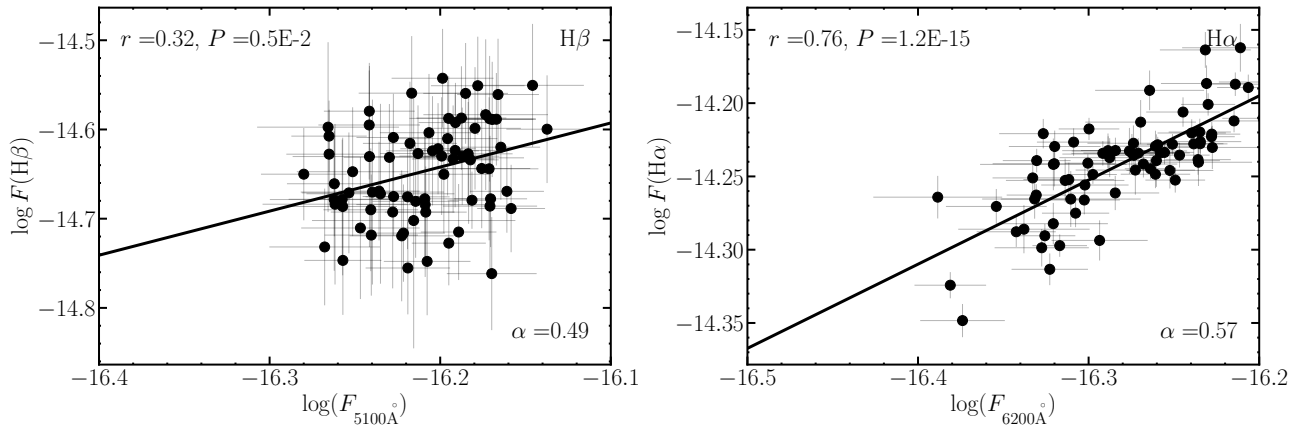 r =0.32, P =0.5E-2
Hβ
−14.5
−14.6
−14.7
−14.8
log F(Hβ)
α =0.49
−16.4
−16.3
−16.2
−16.1
log(F5100Å)
r =0.76, P =1.2E-15
Hα
−14.15
−14.20
−14.25
−14.30
−14.35
log F(Hα)
α =0.57
−16.5
−16.4
−16.3
−16.2
log(F6200Å)